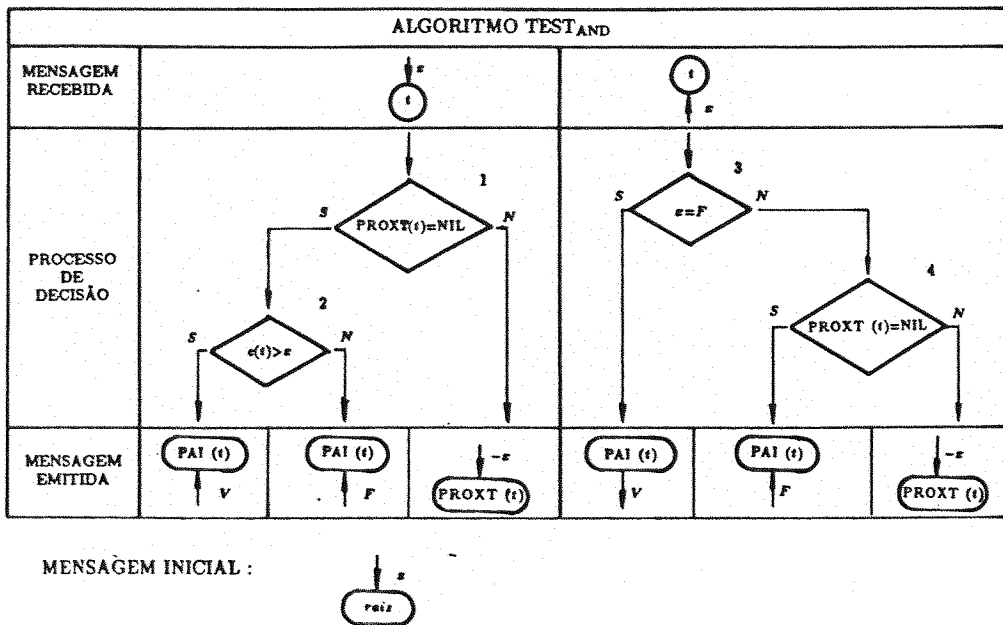 ALGORITMO TEST_AND
MENSAGEM
RECEBIDA
ε
t
t
ε
PROCESSO
DE
DECISÃO
1
S
PROXT(t)=NIL
N
2
S
e(t)>ε
N
3
S
ε=F
N
4
S
PROXT (t)=NIL
N
MENSAGEM
EMITIDA
PAI (t)
V
PAI (t)
F
-ε
PROXT (t)
PAI (t)
V
PAI (t)
F
-ε
PROXT (t)
MENSAGEM INICIAL :
ε
raiz